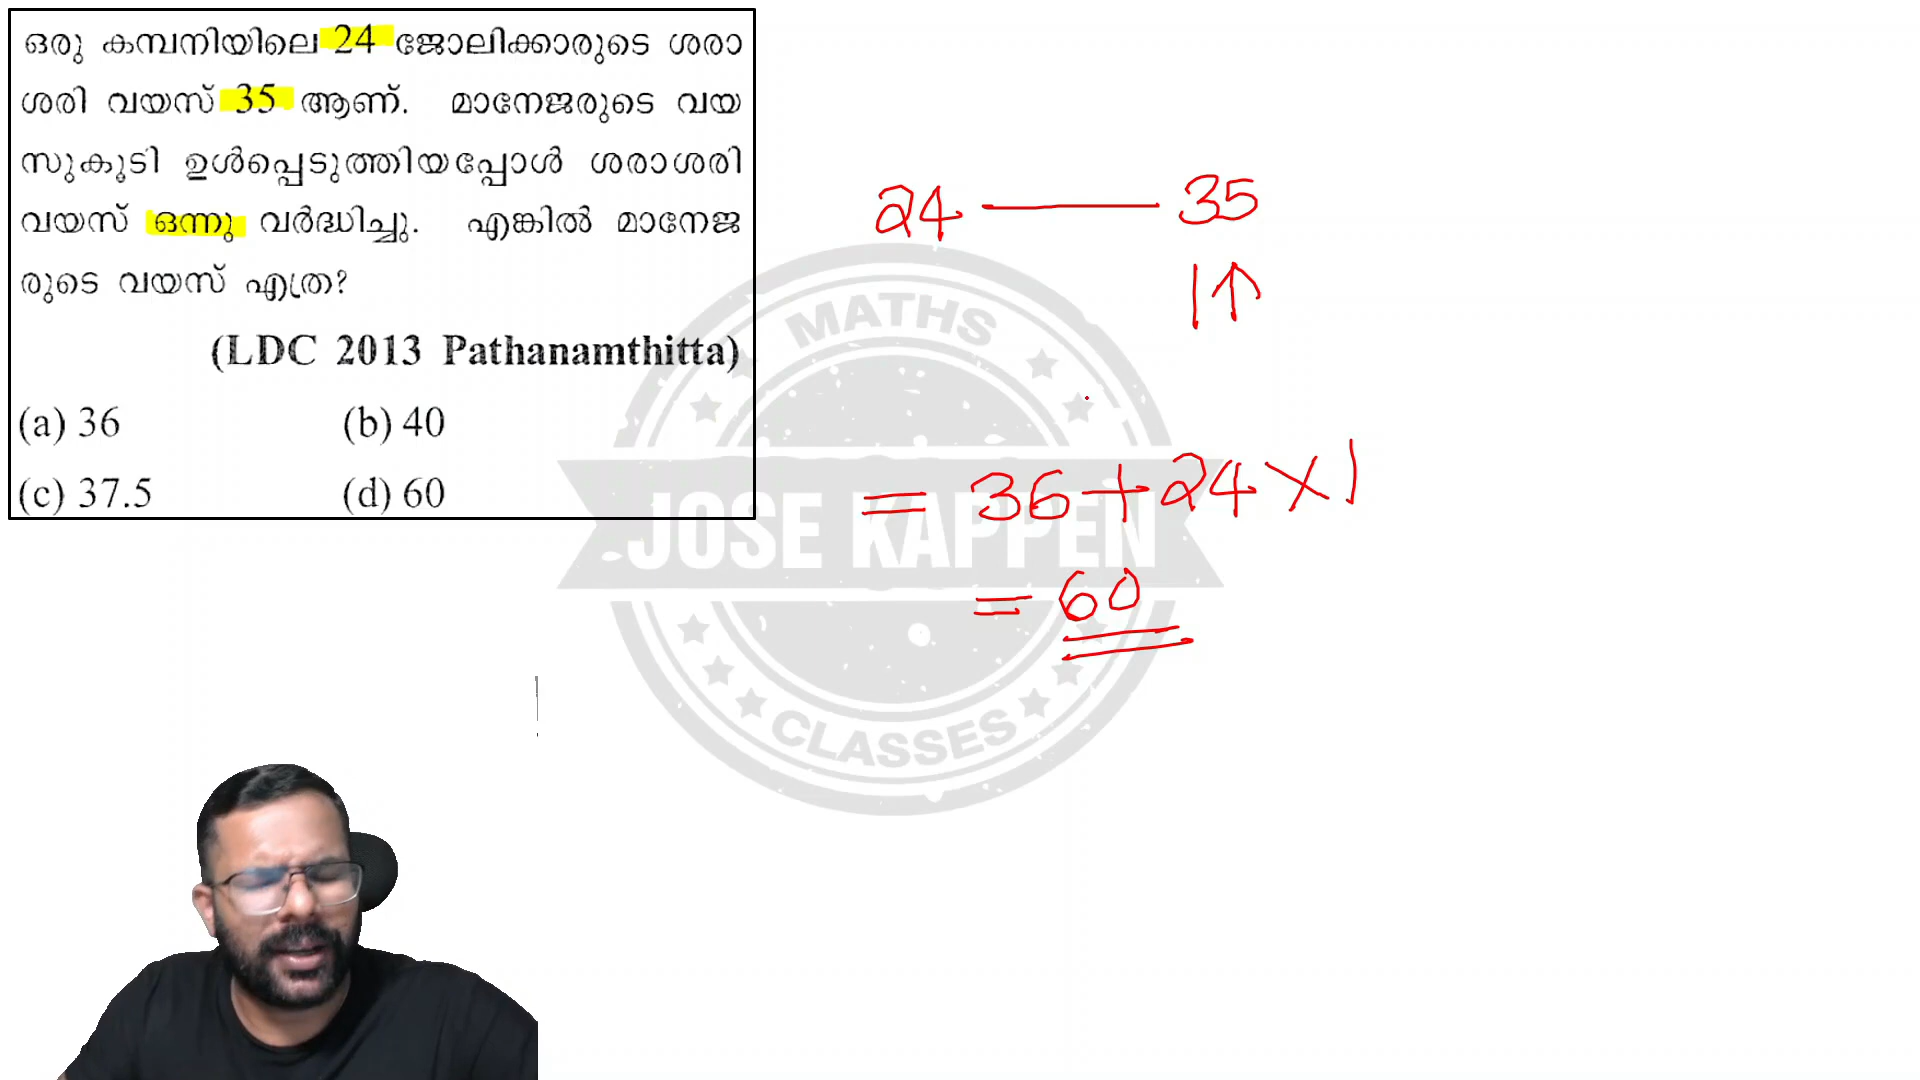 ഒരു കമ്പനിയിലെ 24 ജോലിക്കാരുടെ ശരാ
ശരി വയസ് 35 ആണ്. മാനേജരുടെ വയ
സുകൂടി ഉൾപ്പെടുത്തിയപ്പോൾ ശരാശരി
വയസ് ഒന്നു വർദ്ധിച്ചു. എങ്കിൽ മാനേജ
രുടെ വയസ് എത്ര?
(LDC 2013 Pathanamthitta)
(a) 36 (b) 40
(c) 37.5 (d) 60
24 — 35
1↑
= 36 + 24 × 1
= 60
MATHS
JOSE KAPPEN
CLASSES